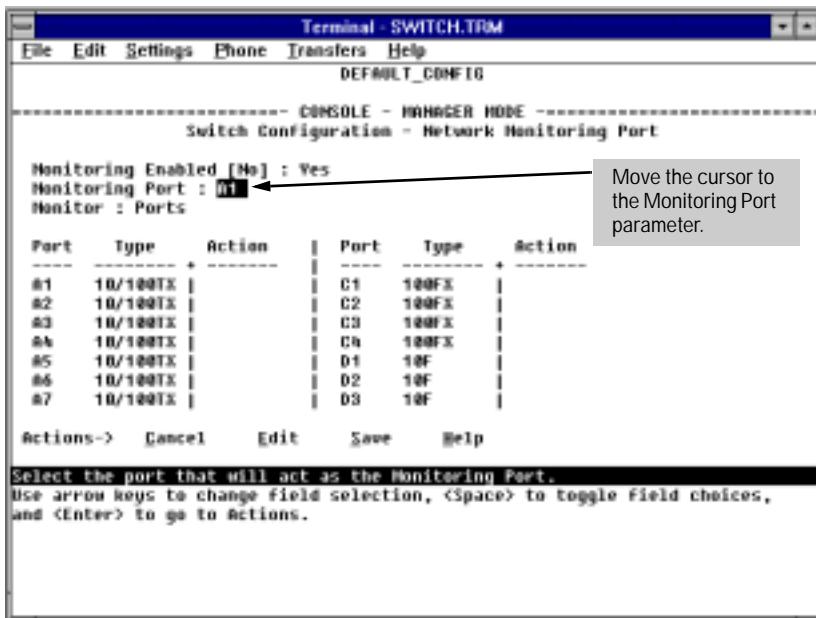 Terminal - SWITCH.TRM
File Edit Settings Phone Transfers Help
DEFAULT_CONFIG
---------------------------- CONSOLE - MANAGER MODE ----------------------------
Switch Configuration - Network Monitoring Port
Monitoring Enabled [No] : Yes
Monitoring Port : A1
Monitor : Ports
Move the cursor to
the Monitoring Port
parameter.
Port Type Action | Port Type Action
---- --------- + ------- | ---- --------- + -------
A1 10/100TX | | C1 100FX |
A2 10/100TX | | C2 100FX |
A3 10/100TX | | C3 100FX |
A4 10/100TX | | C4 100FX |
A5 10/100TX | | D1 10F |
A6 10/100TX | | D2 10F |
A7 10/100TX | | D3 10F |
Actions-> Cancel Edit Save Help
Select the port that will act as the Monitoring Port.
Use arrow keys to change field selection, <Space> to toggle field choices,
and <Enter> to go to Actions.